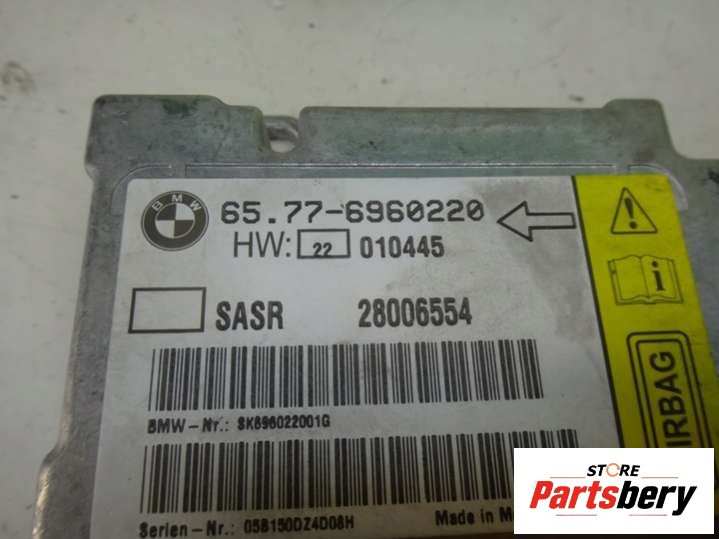 BMW
65.77-6960220
HW: 22 010445
SASR 28006554
BMW-Nr.: SK696022001G
Serien-Nr.: 058150DZ4D08H Made in
AIRBAG
STORE
Partsbery